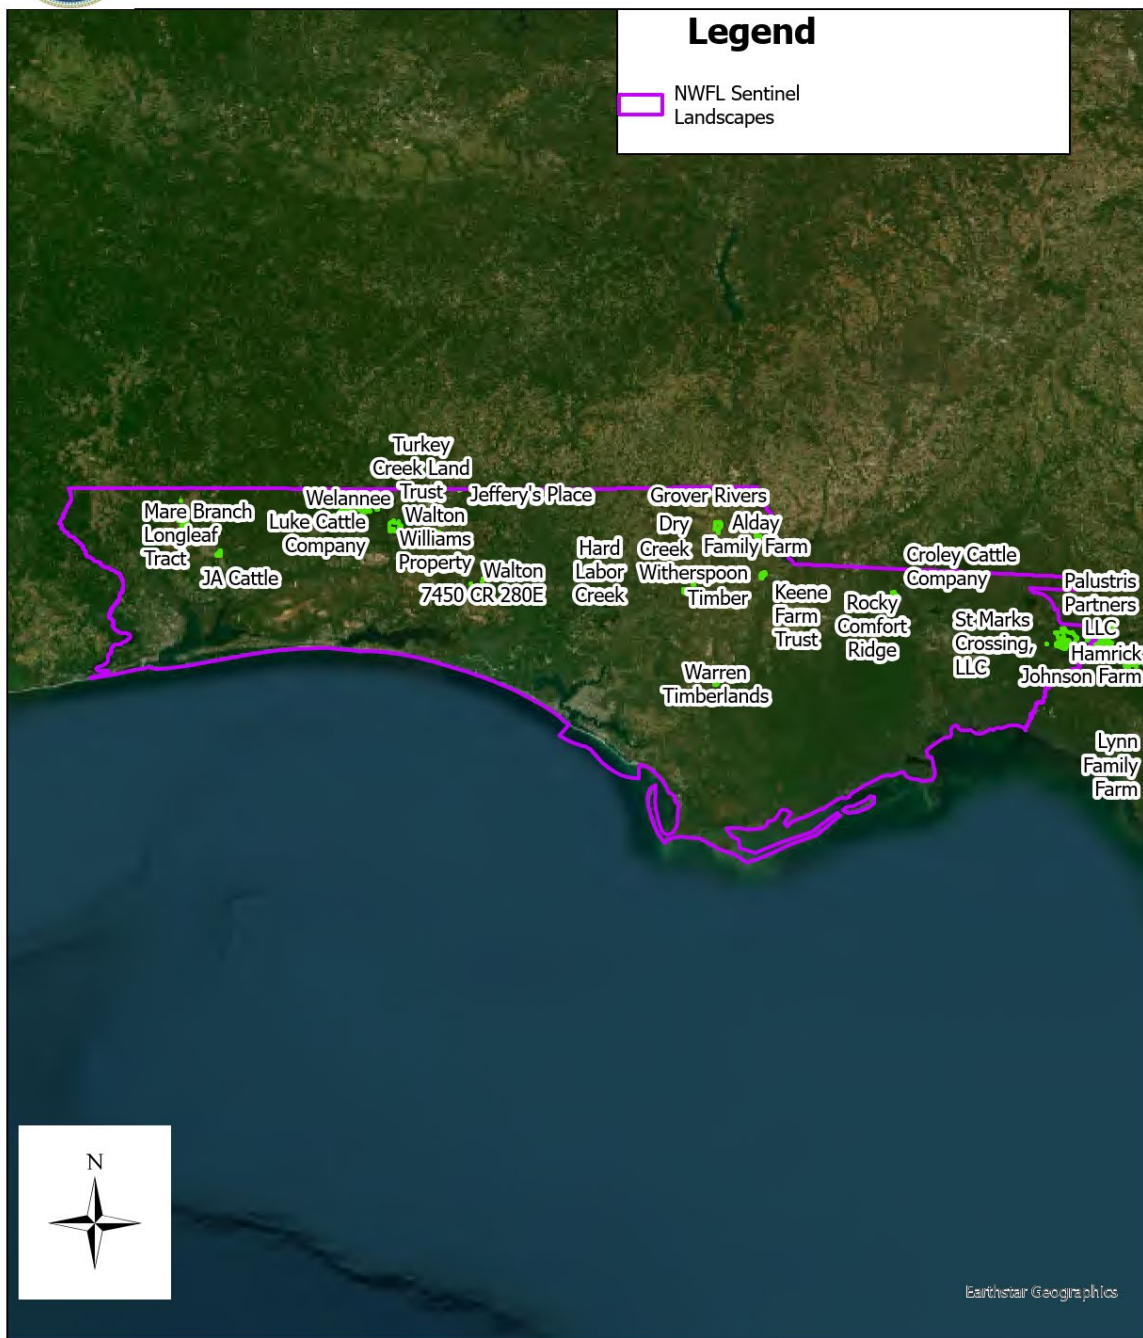 Legend
NWFL Sentinel
Landscapes
Turkey
Creek Land
Trust
Jeffery's Place
Grover Rivers
Welannee
Mare Branch
Longleaf
Tract
Luke Cattle
Company
Walton
Williams
Property
JA Cattle
Walton
7450 CR 280E
Hard
Labor
Creek
Dry
Creek
Alday
Family Farm
Witherspoon
Timber
Keene
Farm
Trust
Croley Cattle
Company
Rocky
Comfort
Ridge
St Marks
Crossing,
LLC
Palustris
Partners
LLC
Hamrick
Johnson Farm
Warren
Timberlands
Lynn
Family
Farm
N
Earthstar Geographics